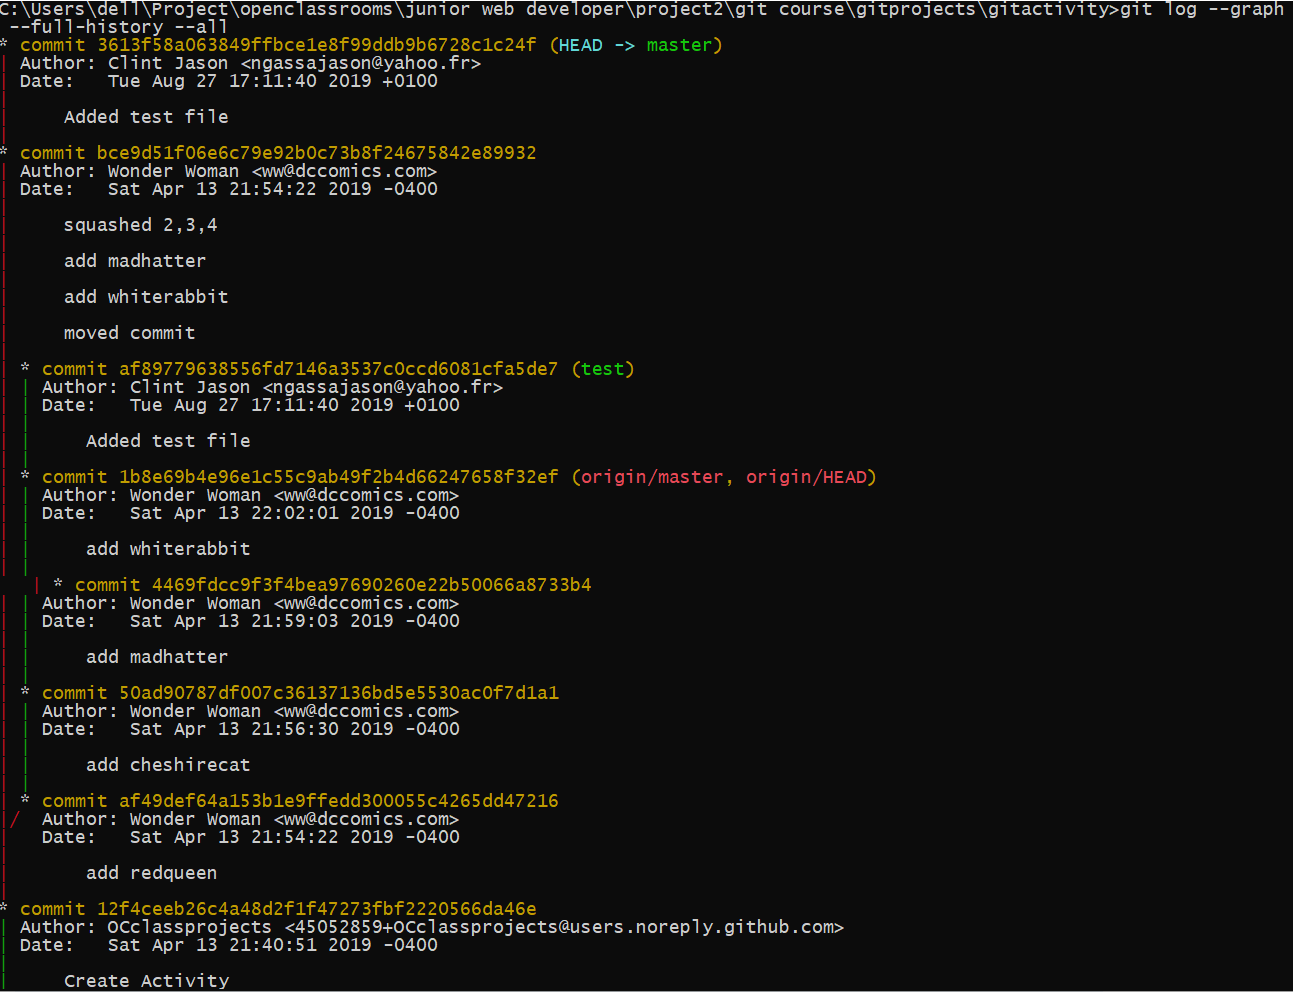 C:\Users\dell\Project\openclassrooms\junior web developer\project2\git course\gitprojects\gitactivity>git log --graph
--full-history --all
* commit 3613f58a063849ffbce1e8f99ddb9b6728c1c24f (HEAD -> master)
| Author: Clint Jason <ngassajason@yahoo.fr>
| Date:   Tue Aug 27 17:11:40 2019 +0100
|
|     Added test file
|
* commit bce9d51f06e6c79e92b0c73b8f24675842e89932
| Author: Wonder Woman <ww@dccomics.com>
| Date:   Sat Apr 13 21:54:22 2019 -0400
|
|     squashed 2,3,4
|
|     add madhatter
|
|     add whiterabbit
|
|     moved commit
|
| * commit af89779638556fd7146a3537c0ccd6081cfa5de7 (test)
| | Author: Clint Jason <ngassajason@yahoo.fr>
| | Date:   Tue Aug 27 17:11:40 2019 +0100
| |
| |     Added test file
| |
| * commit 1b8e69b4e96e1c55c9ab49f2b4d66247658f32ef (origin/master, origin/HEAD)
| | Author: Wonder Woman <ww@dccomics.com>
| | Date:   Sat Apr 13 22:02:01 2019 -0400
| |
| |     add whiterabbit
| |
| * commit 4469fdcc9f3f4bea97690260e22b50066a8733b4
| | Author: Wonder Woman <ww@dccomics.com>
| | Date:   Sat Apr 13 21:59:03 2019 -0400
| |
| |     add madhatter
| |
| * commit 50ad90787df007c36137136bd5e5530ac0f7d1a1
| | Author: Wonder Woman <ww@dccomics.com>
| | Date:   Sat Apr 13 21:56:30 2019 -0400
| |
| |     add cheshirecat
| |
| * commit af49def64a153b1e9ffedd300055c4265dd47216
|/  Author: Wonder Woman <ww@dccomics.com>
|   Date:   Sat Apr 13 21:54:22 2019 -0400
|
|       add redqueen
|
* commit 12f4ceeb26c4a48d2f1f47273fbf2220566da46e
| Author: OCclassprojects <45052859+OCclassprojects@users.noreply.github.com>
| Date:   Sat Apr 13 21:40:51 2019 -0400
|
|     Create Activity